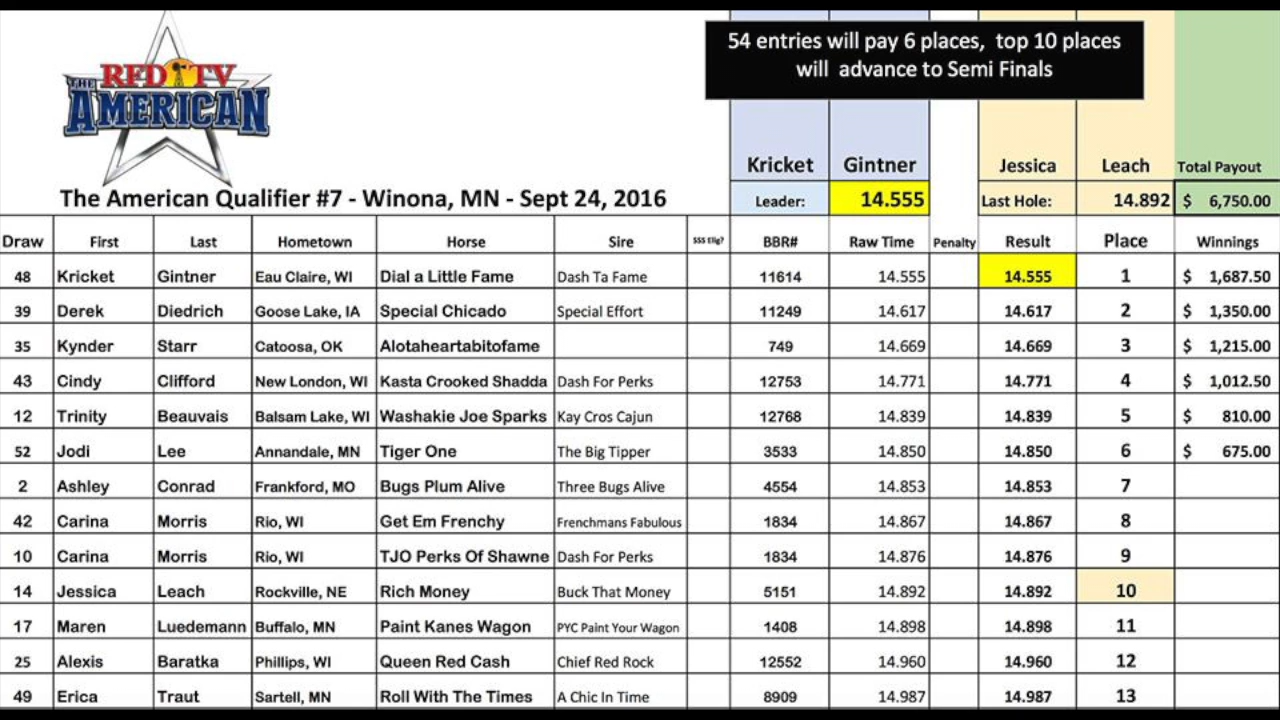 RFD TV
THE
AMERICAN
54 entries will pay 6 places, top 10 places
will advance to Semi Finals
Kricket Gintner Jessica Leach Total Payout
The American Qualifier #7 - Winona, MN - Sept 24, 2016 Leader: 14.555 Last Hole: 14.892 $ 6,750.00
Draw First Last Hometown Horse Sire SSS Elig? BBR# Raw Time Penalty Result Place Winnings
48 Kricket Gintner Eau Claire, WI Dial a Little Fame Dash Ta Fame 11614 14.555 14.555 1 $ 1,687.50
39 Derek Diedrich Goose Lake, IA Special Chicado Special Effort 11249 14.617 14.617 2 $ 1,350.00
35 Kynder Starr Catoosa, OK Alotaheartabitofame 749 14.669 14.669 3 $ 1,215.00
43 Cindy Clifford New London, WI Kasta Crooked Shadda Dash For Perks 12753 14.771 14.771 4 $ 1,012.50
12 Trinity Beauvais Balsam Lake, WI Washakie Joe Sparks Kay Cros Cajun 12768 14.839 14.839 5 $ 810.00
52 Jodi Lee Annandale, MN Tiger One The Big Tipper 3533 14.850 14.850 6 $ 675.00
2 Ashley Conrad Frankford, MO Bugs Plum Alive Three Bugs Alive 4554 14.853 14.853 7
42 Carina Morris Rio, WI Get Em Frenchy Frenchmans Fabulous 1834 14.867 14.867 8
10 Carina Morris Rio, WI TJO Perks Of Shawne Dash For Perks 1834 14.876 14.876 9
14 Jessica Leach Rockville, NE Rich Money Buck That Money 5151 14.892 14.892 10
17 Maren Luedemann Buffalo, MN Paint Kanes Wagon PYC Paint Your Wagon 1408 14.898 14.898 11
25 Alexis Baratka Phillips, WI Queen Red Cash Chief Red Rock 12552 14.960 14.960 12
49 Erica Traut Sartell, MN Roll With The Times A Chic In Time 8909 14.987 14.987 13